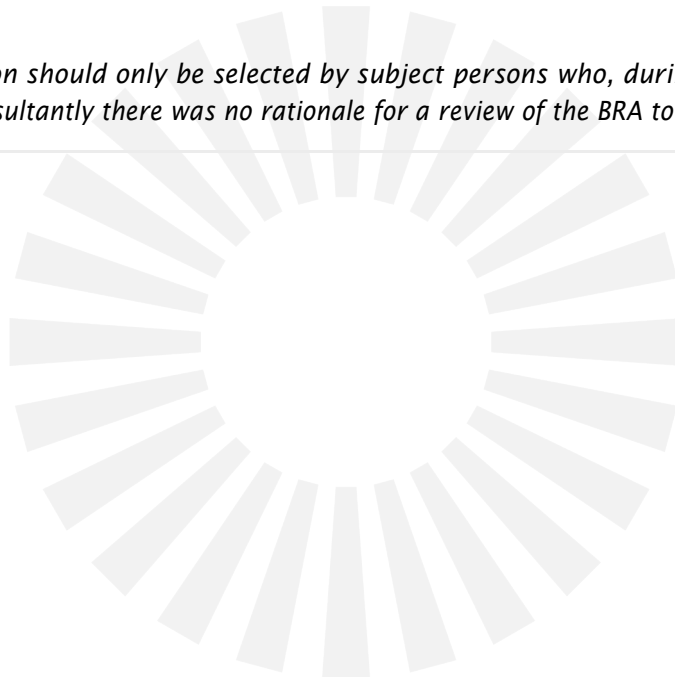 on should only be selected by subject persons who, duri
sultantly there was no rationale for a review of the BRA to